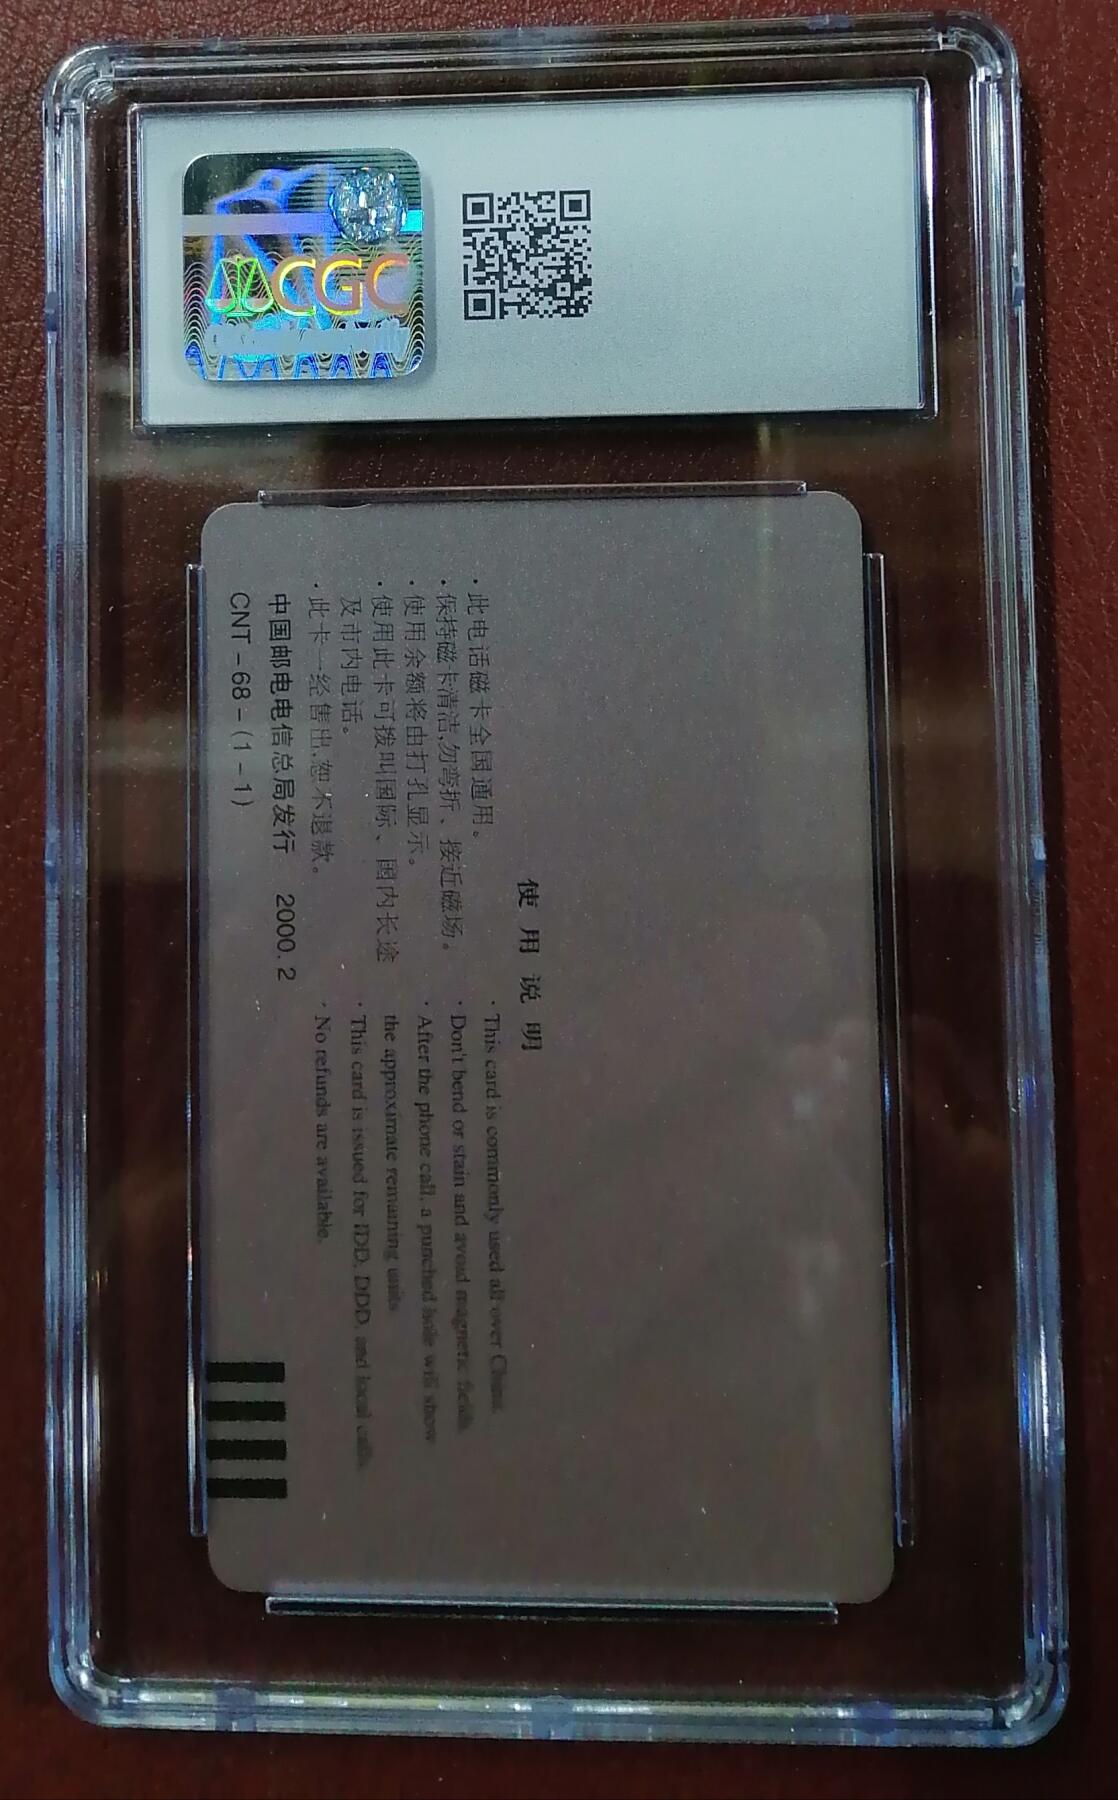 CGC
使用说明
·此电话磁卡全国通用。
·保持磁卡清洁,勿弯折、接近磁场。
·使用余额将由打孔显示。
·使用此卡可拨叫国际、国内长途
及市内电话。
·此卡一经售出,恕不退款。
中国邮电电信总局发行 2000.2
CNT-68-(1-1)
·This card is commonly used all over China.
·Don't bend or stain and avoid magnetic fields.
·After the phone call, a punched hole will show
the approximate remaining units.
·This card is issued for IDD, DDD, and local calls.
·No refunds are available.